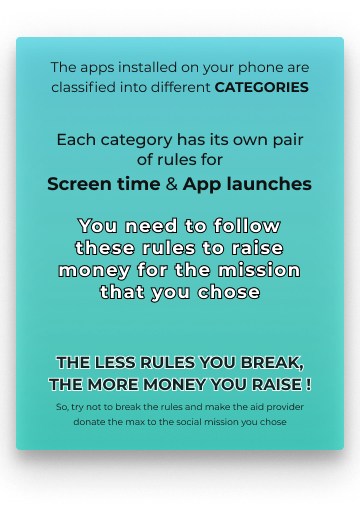 The apps installed on your phone are
classified into different CATEGORIES
Each category has its own pair
of rules for
Screen time & App launches
You need to follow
these rules to raise
money for the mission
that you chose
THE LESS RULES YOU BREAK,
THE MORE MONEY YOU RAISE !
So, try not to break the rules and make the aid provider
donate the max to the social mission you chose